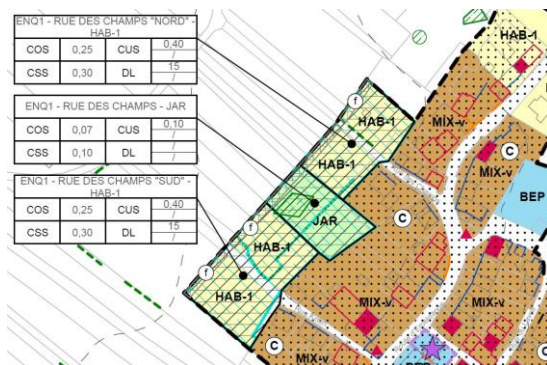 ENQ1 - RUE DES CHAMPS "NORD" -
HAB-1
COS 0,25 CUS 0,40
/
CSS 0,30 DL 15
/
ENQ1 - RUE DES CHAMPS - JAR
COS 0,07 CUS 0,10
/
CSS 0,10 DL /
/
ENQ1 - RUE DES CHAMPS "SUD" -
HAB-1
COS 0,25 CUS 0,40
/
CSS 0,30 DL 15
/
HAB-1
f
HAB-1
MIX-v
HAB-1
C
MIX-v
BEP
f
JAR
C
HAB-1
f
HAB-1
MIX-v
C
MIX-v
C
BEP
C